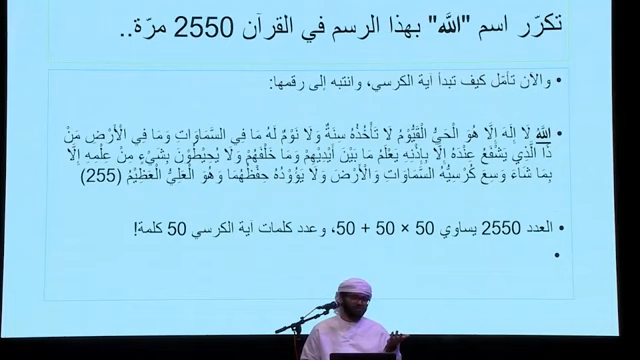 تكرّر اسم "اللَّه" بهذا الرسم في القرآن 2550 مرّة..
• والآن تأمّل كيف تبدأ آية الكرسي، وانتبه إلى رقمها:
• اللَّهُ لَا إِلَهَ إِلَّا هُوَ الْحَيُّ الْقَيُّومُ لَا تَأْخُذُهُ سِنَةٌ وَلَا نَوْمٌ لَهُ مَا فِي السَّمَاوَاتِ وَمَا فِي الْأَرْضِ مَنْ
ذَا الَّذِي يَشْفَعُ عِنْدَهُ إِلَّا بِإِذْنِهِ يَعْلَمُ مَا بَيْنَ أَيْدِيهِمْ وَمَا خَلْفَهُمْ وَلَا يُحِيطُونَ بِشَيْءٍ مِنْ عِلْمِهِ إِلَّا
بِمَا شَاءَ وَسِعَ كُرْسِيُّهُ السَّمَاوَاتِ وَالْأَرْضَ وَلَا يَؤُودُهُ حِفْظُهُمَا وَهُوَ الْعَلِيُّ الْعَظِيمُ (255)
• العدد 2550 يساوي 50 × 50 + 50، وعدد كلمات آية الكرسي 50 كلمة!